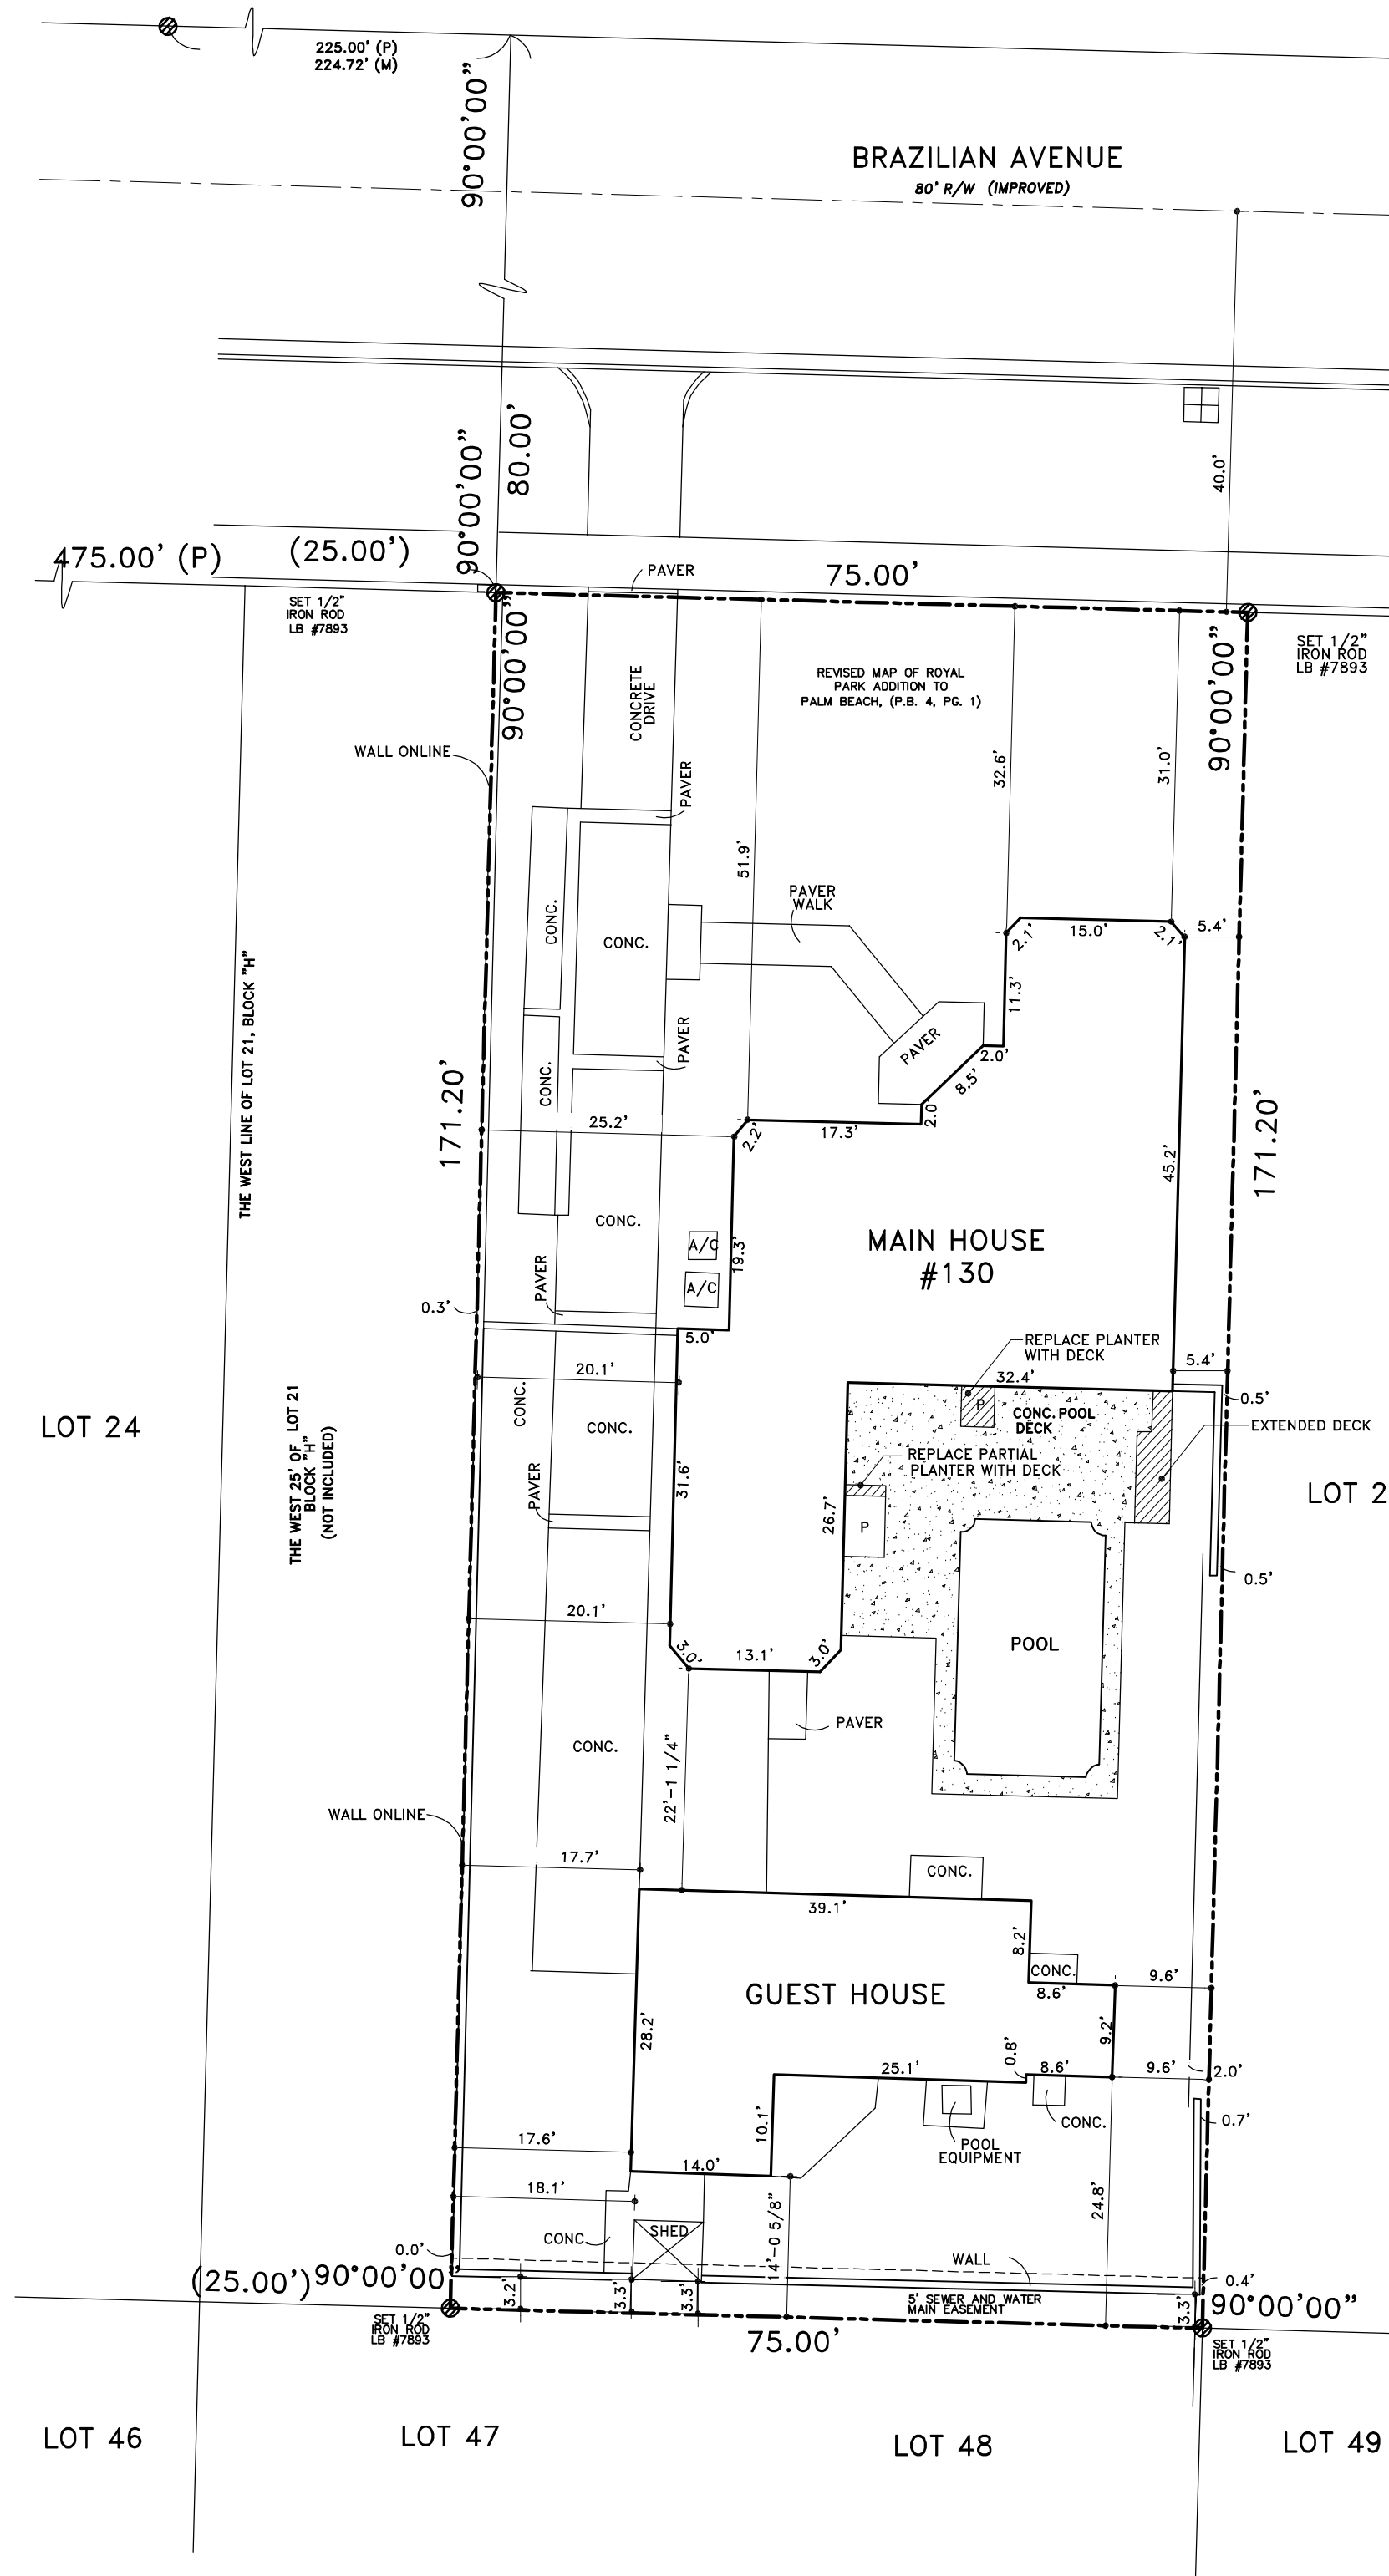 225.00' (P)
224.72' (M)
90°00'00"
BRAZILIAN AVENUE
80' R/W (IMPROVED)
80.00'
90°00'00"
40.0'
475.00' (P)
(25.00')
PAVER
75.00'
SET 1/2"
IRON ROD
LB #7893
SET 1/2"
IRON ROD
LB #7893
90°00'00"
90°00'00"
CONCRETE
DRIVE
REVISED MAP OF ROYAL
PARK ADDITION TO
PALM BEACH, (P.B. 4, PG. 1)
WALL ONLINE
PAVER
32.6'
31.0'
51.9'
PAVER
WALK
CONC.
CONC.
2.1'
15.0'
2.1'
5.4'
11.3'
THE WEST LINE OF LOT 21, BLOCK "H"
PAVER
PAVER
2.0'
8.5'
2.0'
CONC.
171.20'
25.2'
2.2'
17.3'
45.2'
171.20'
CONC.
A/C
19.3'
A/C
MAIN HOUSE
#130
PAVER
0.3'
5.0'
REPLACE PLANTER
WITH DECK
20.1'
32.4'
5.4'
P
CONC. POOL
DECK
0.5'
EXTENDED DECK
CONC.
CONC.
LOT 24
THE WEST 25' OF LOT 21
BLOCK "H"
(NOT INCLUDED)
REPLACE PARTIAL
PLANTER WITH DECK
31.6'
PAVER
26.7'
P
LOT 2
0.5'
20.1'
3.0'
13.1'
3.0'
POOL
PAVER
CONC.
22'-1 1/4"
WALL ONLINE
17.7'
CONC.
39.1'
8.2'
CONC.
9.6'
8.6'
GUEST HOUSE
28.2'
9.2'
0.8'
25.1'
8.6'
9.6'
2.0'
10.1'
CONC.
0.7'
POOL
EQUIPMENT
17.6'
14.0'
18.1'
14'-0 5/8"
24.8'
CONC.
SHED
0.0'
WALL
(25.00')
90°00'00
0.4'
3.2'
3.3'
3.3'
5' SEWER AND WATER
MAIN EASEMENT
3.3'
90°00'00"
SET 1/2"
IRON ROD
LB #7893
75.00'
SET 1/2"
IRON ROD
LB #7893
LOT 46
LOT 47
LOT 48
LOT 49